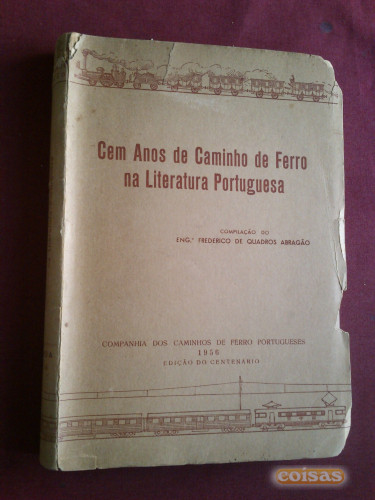 Cem Anos de Caminho de Ferro
na Literatura Portuguesa
COMPILAÇÃO DO
ENG.º FREDERICO DE QUADROS ABRAGÃO
COMPANHIA DOS CAMINHOS DE FERRO PORTUGUESES
1956
EDIÇÃO DO CENTENÁRIO
coisas